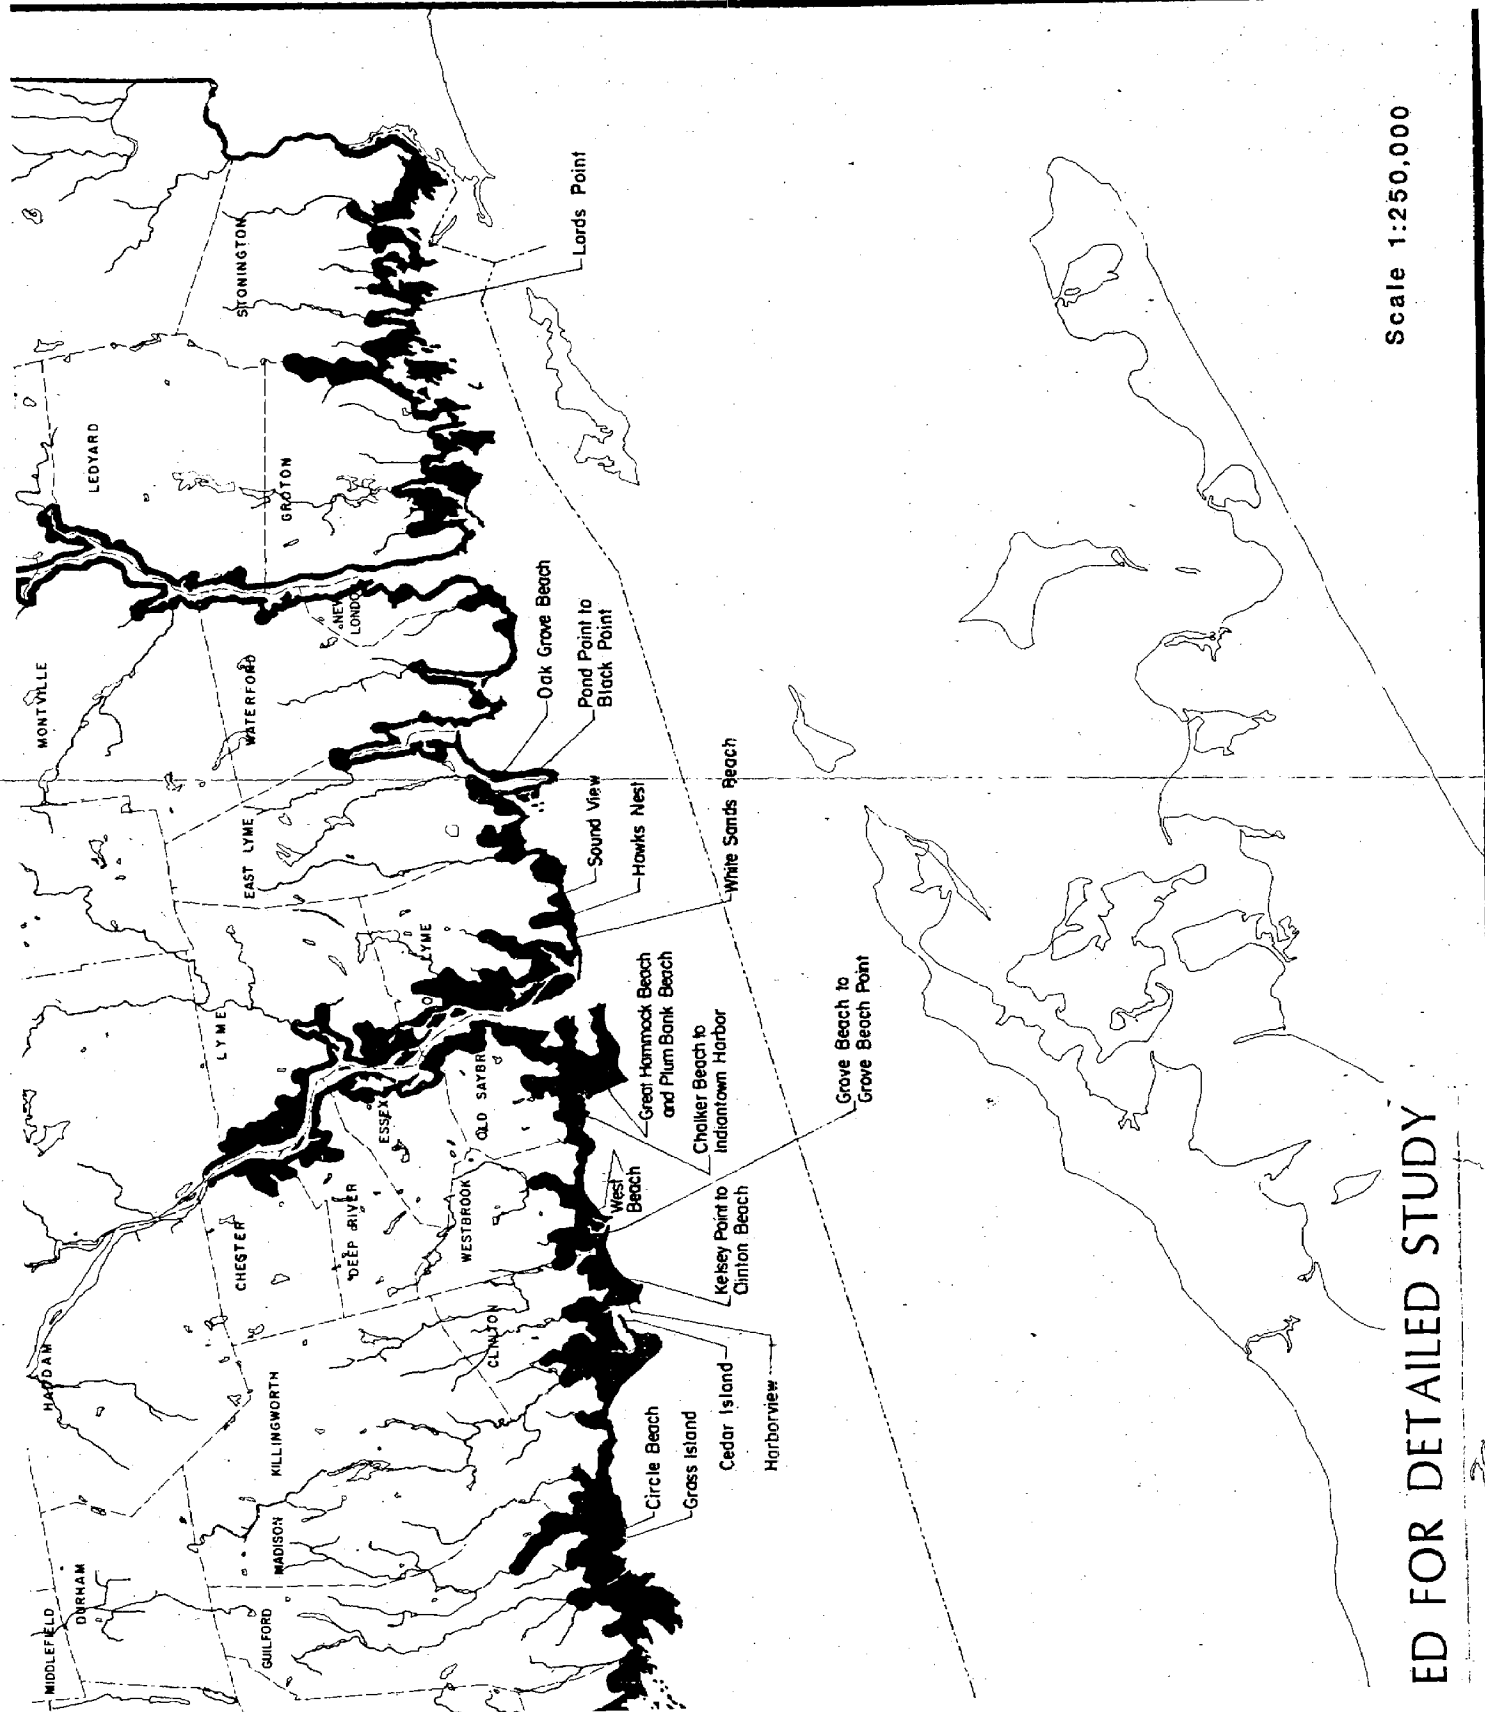 MIDDLEFIELD
DURHAM
HADDAM
MONTVILLE
LEDYARD
GUILFORD
MADISON
KILLINGWORTH
CHESTER
DEEP RIVER
LYME
EAST LYME
WATERFORD
NEW
LONDON
GROTON
STONINGTON
CLINTON
WESTBROOK
ESSEX
OLD SAYBR
O
LYME
Circle Beach
Grass Island
Cedar Island
Harborview
Kelsey Point to
Clinton Beach
West
Beach
Grove Beach to
Grove Beach Point
Chalker Beach to
Indiantown Harbor
Great Hammock Beach
and Plum Bank Beach
White Sands Beach
Hawks Nest
Sound View
Pond Point to
Black Point
Oak Grove Beach
Lords Point
Scale 1:250,000
ED FOR DETAILED STUDY